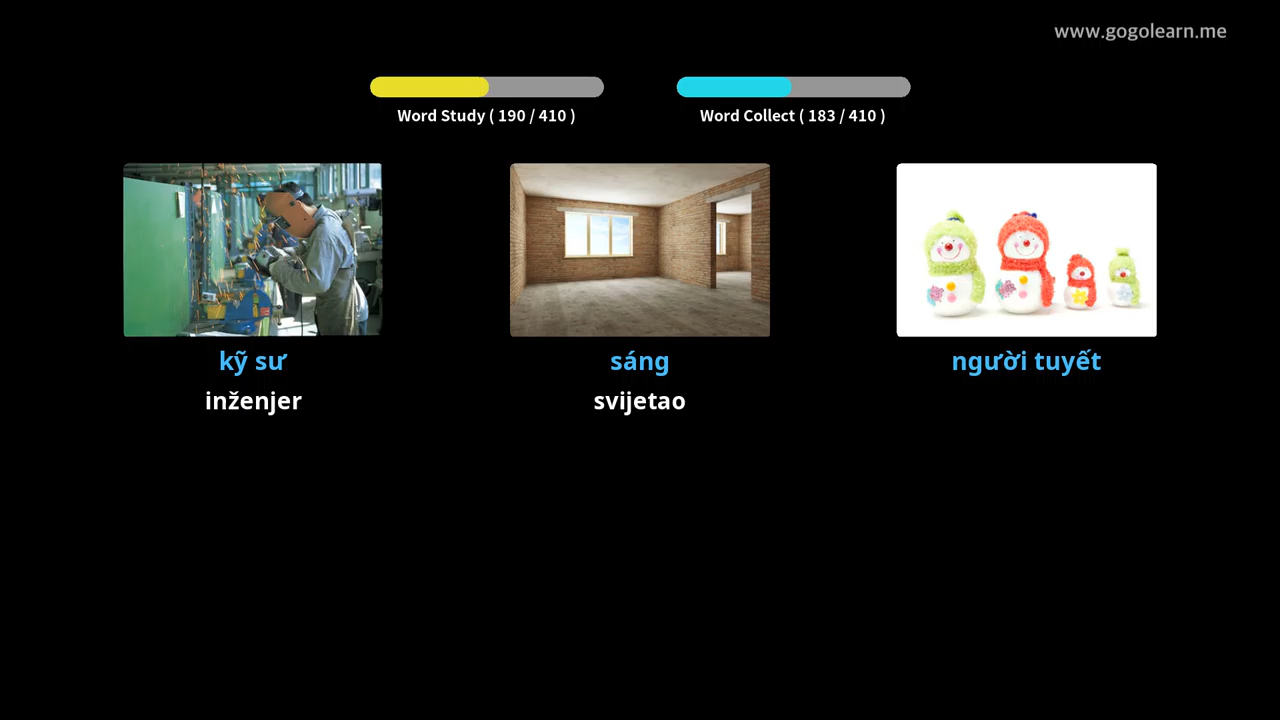 www.gogolearn.me
Word Study ( 190 / 410 )
Word Collect ( 183 / 410 )
kỹ sư
inženjer
sáng
svijetao
người tuyết